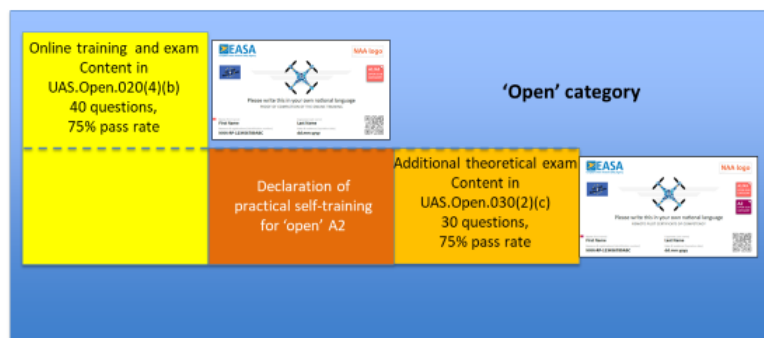 Online training and exam
Content in
UAS.Open.020(4)(b)
40 questions,
75% pass rate
EASA
NAA logo
Please write this in your own national language
First Name
Last Name
'Open' category
Declaration of
practical self-training
for 'open' A2
Additional theoretical exam
Content in
UAS.Open.030(2)(c)
30 questions,
75% pass rate
EASA
NAA logo
Please write this in your own national language
First Name
Last Name